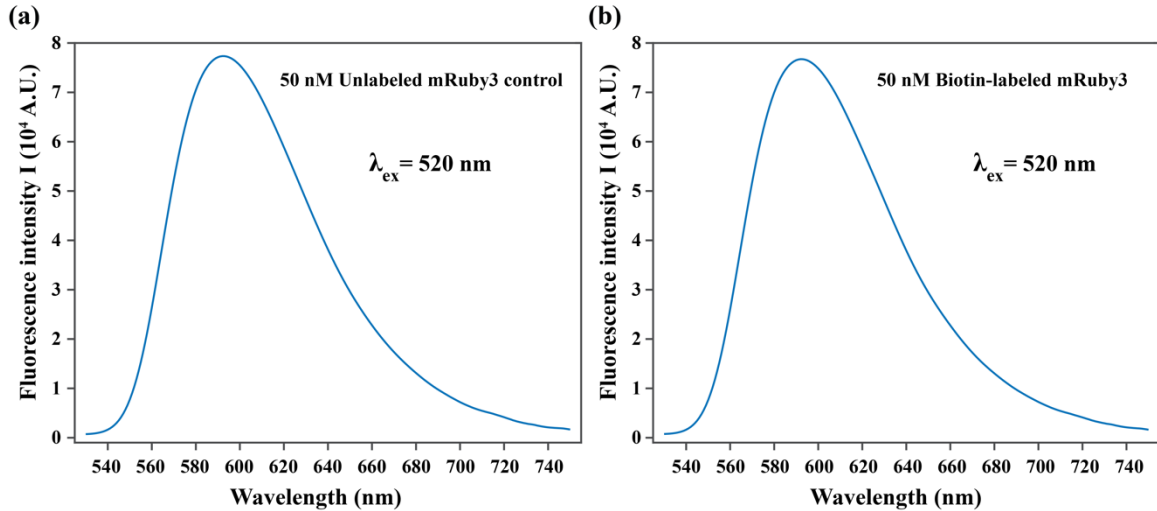 (a)
8
7
6
5
4
3
2
1
0
Fluorescence intensity I (10⁴ A.U.)
50 nM Unlabeled mRuby3 control
λex= 520 nm
540 560 580 600 620 640 660 680 700 720 740
Wavelength (nm)
(b)
8
7
6
5
4
3
2
1
0
Fluorescence intensity I (10⁴ A.U.)
50 nM Biotin-labeled mRuby3
λex= 520 nm
540 560 580 600 620 640 660 680 700 720 740
Wavelength (nm)